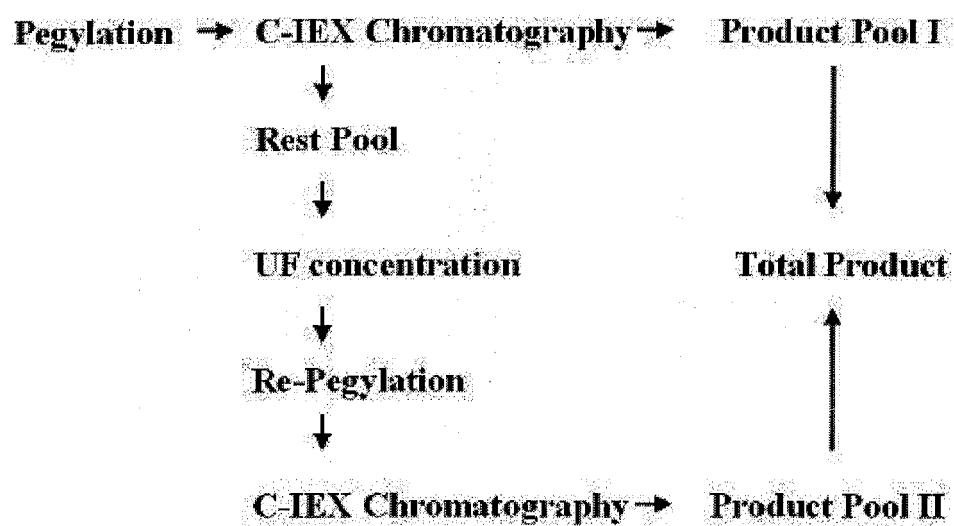 Pegylation → C-IEX Chromatography → Product Pool I
Rest Pool
UF concentration Total Product
Re-Pegylation
C-IEX Chromatography → Product Pool II